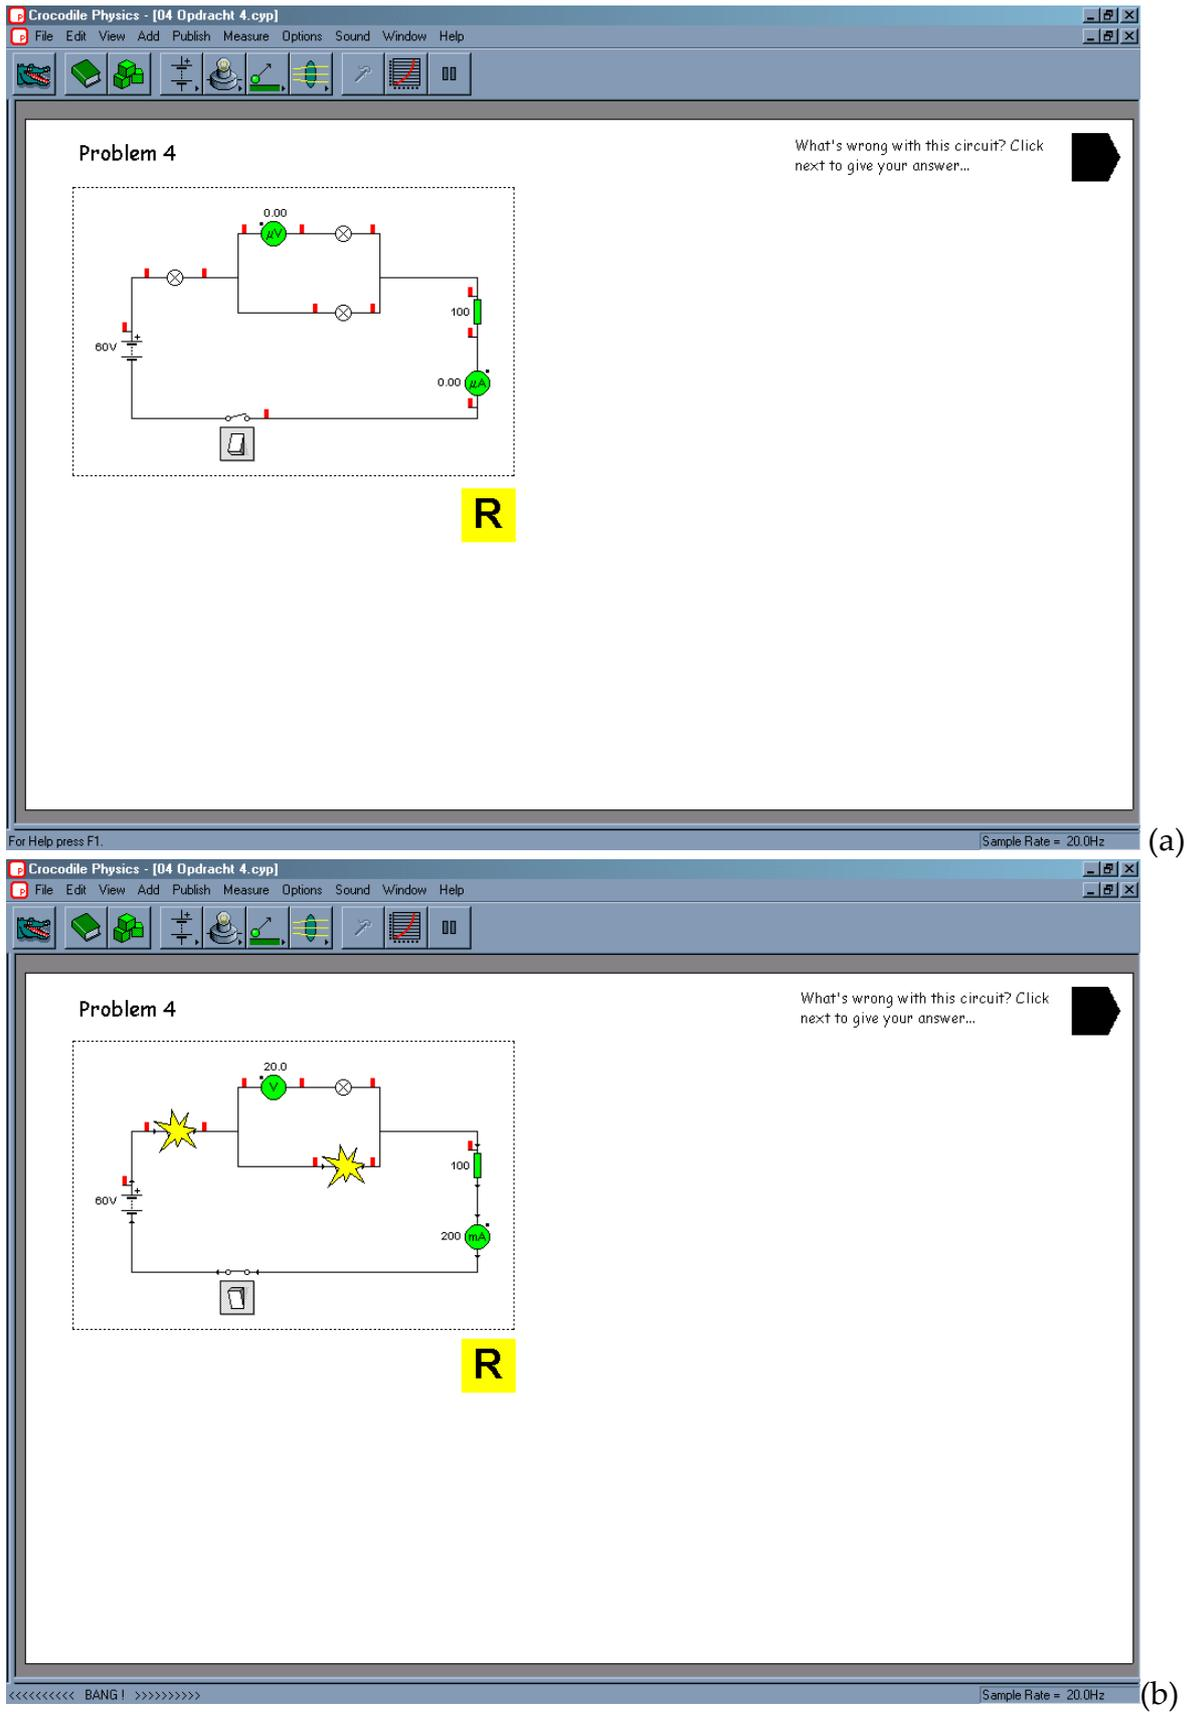 Crocodile Physics - [04 Opdracht 4.cyp]
File Edit View Add Publish Measure Options Sound Window Help
Problem 4
What's wrong with this circuit? Click
next to give your answer...
0.00
µV
100
60V
0.00 µA
R
For Help press F1.
Sample Rate = 20.0Hz
(a)
Crocodile Physics - [04 Opdracht 4.cyp]
File Edit View Add Publish Measure Options Sound Window Help
Problem 4
What's wrong with this circuit? Click
next to give your answer...
20.0
V
100
60V
200 mA
R
<<<<<<<<<< BANG ! >>>>>>>>>>
Sample Rate = 20.0Hz
(b)